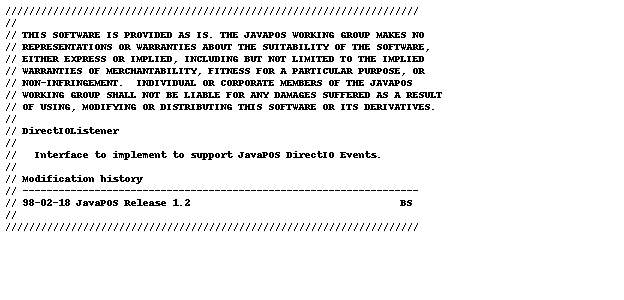 //////////////////////////////////////////////////////////////////////
//
// THIS SOFTWARE IS PROVIDED AS IS. THE JAVAPOS WORKING GROUP MAKES NO
// REPRESENTATIONS OR WARRANTIES ABOUT THE SUITABILITY OF THE SOFTWARE,
// EITHER EXPRESS OR IMPLIED, INCLUDING BUT NOT LIMITED TO THE IMPLIED
// WARRANTIES OF MERCHANTABILITY, FITNESS FOR A PARTICULAR PURPOSE, OR
// NON-INFRINGEMENT.  INDIVIDUAL OR CORPORATE MEMBERS OF THE JAVAPOS
// WORKING GROUP SHALL NOT BE LIABLE FOR ANY DAMAGES SUFFERED AS A RESULT
// OF USING, MODIFYING OR DISTRIBUTING THIS SOFTWARE OR ITS DERIVATIVES.
//
// DirectIOListener
//
//   Interface to implement to support JavaPOS DirectIO Events.
//
// Modification history
// ------------------------------------------------------------------
// 98-02-18 JavaPOS Release 1.2                                   BS
//
//////////////////////////////////////////////////////////////////////